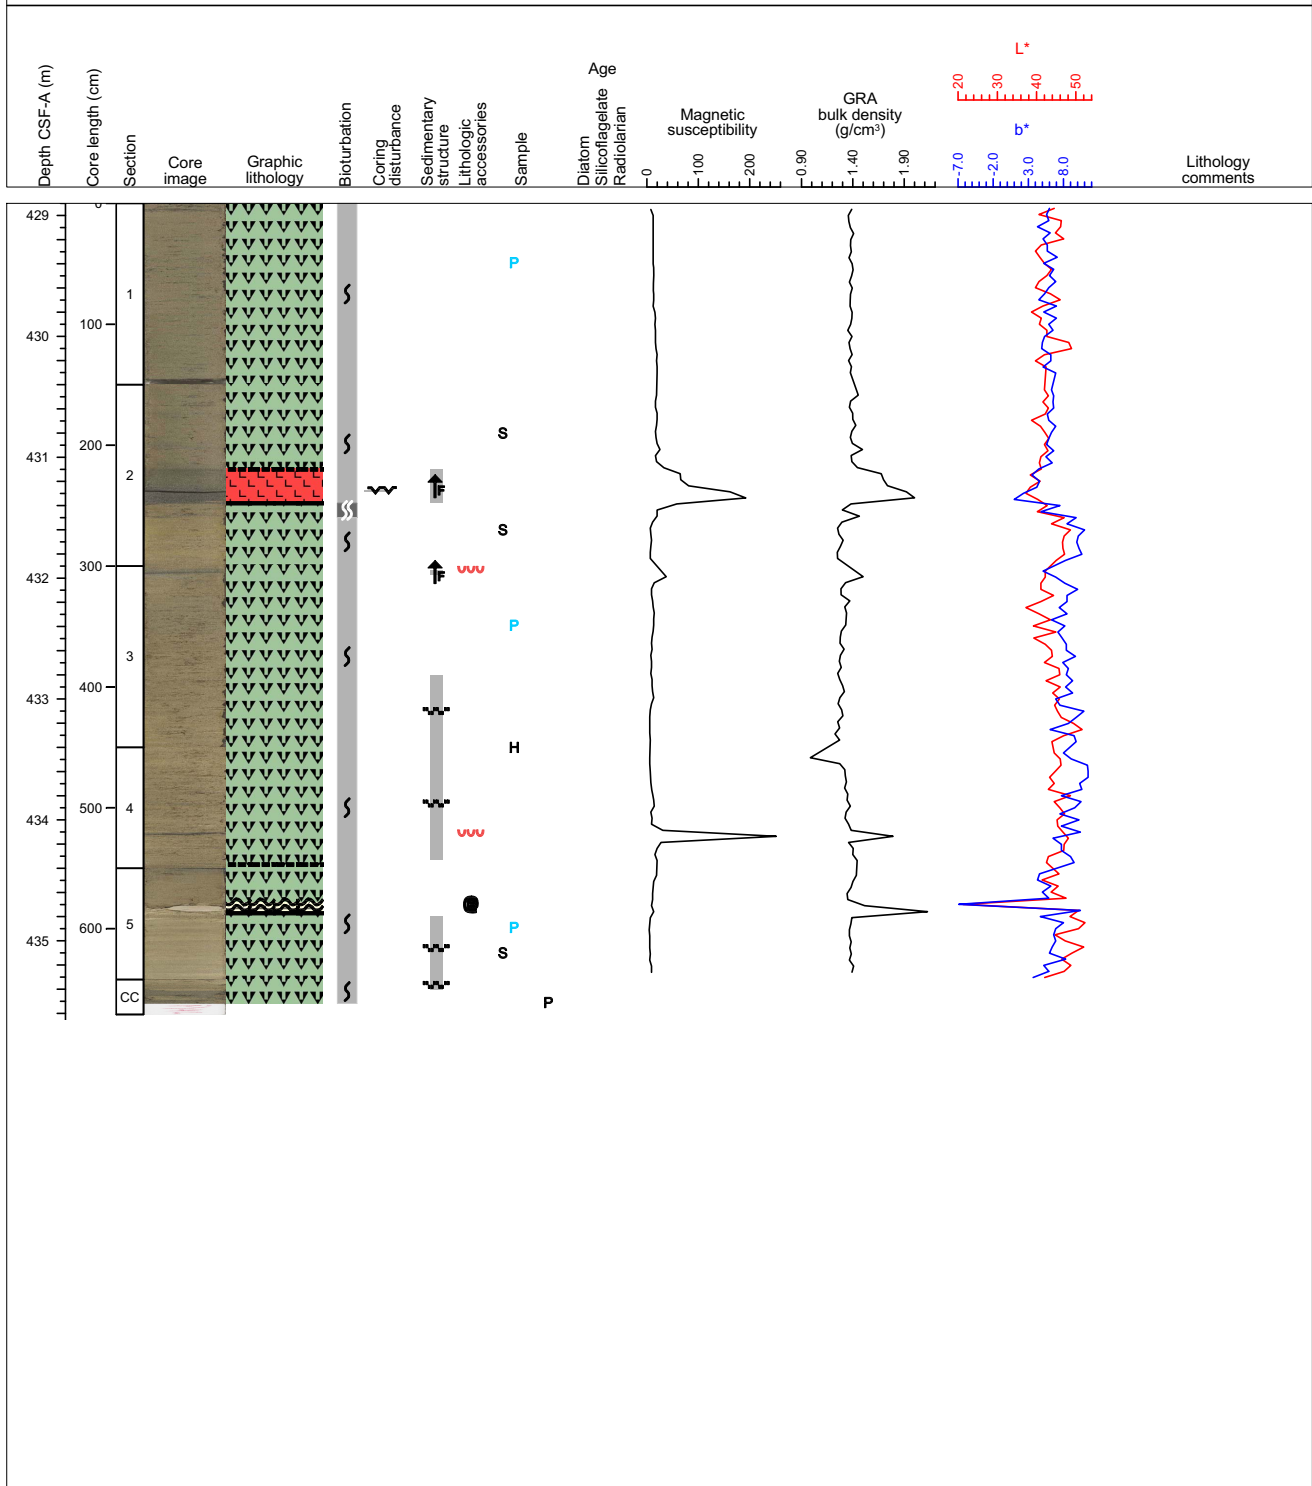 Depth CSF-A (m)
Core length (cm)
Section
Core
image
Graphic
lithology
Bioturbation
Coring
disturbance
Sedimentary
structure
Lithologic
accessories
Sample
Age
Diatom
Silicoflagelate
Radiolarian
Magnetic
susceptibility
0 100 200
GRA
bulk density
(g/cm³)
0.90 1.40 1.90
L*
20 30 40 50
b*
-7.0 -2.0 3.0 8.0
Lithology
comments
0
429
P
1
100
430
S
200
431
2
F
S
300
432
F
P
3
400
433
H
500
4
434
P
600
5
435
S
CC
P